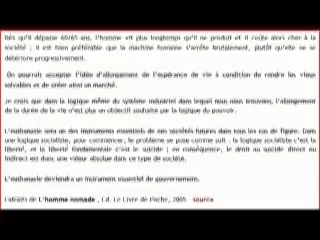 Dès qu'il dépasse 60/65 ans, l'homme vit plus longtemps qu'il ne produit et il coûte alors cher à la
société ; il est bien préférable que la machine humaine s'arrête brutalement, plutôt qu'elle ne se
détériore progressivement.
On pourrait accepter l'idée d'allongement de l'espérance de vie à condition de rendre les vieux
solvables et de créer ainsi un marché.
Je crois que dans la logique même du système industriel dans lequel nous nous trouvons, l'allongement
de la durée de la vie n'est plus un objectif souhaité par la logique du pouvoir.
L'euthanasie sera un des instruments essentiels de nos sociétés futures dans tous les cas de figure. Dans
une logique socialiste, pour commencer, le problème se pose comme suit : la logique socialiste c'est la
liberté, et la liberté fondamentale c'est le suicide ; en conséquence, le droit au suicide direct ou
indirect est donc une valeur absolue dans ce type de société.
L'euthanasie deviendra un instrument essentiel de gouvernement.
Extraits de L'homme nomade , Ed. Le Livre de Poche, 2005 source